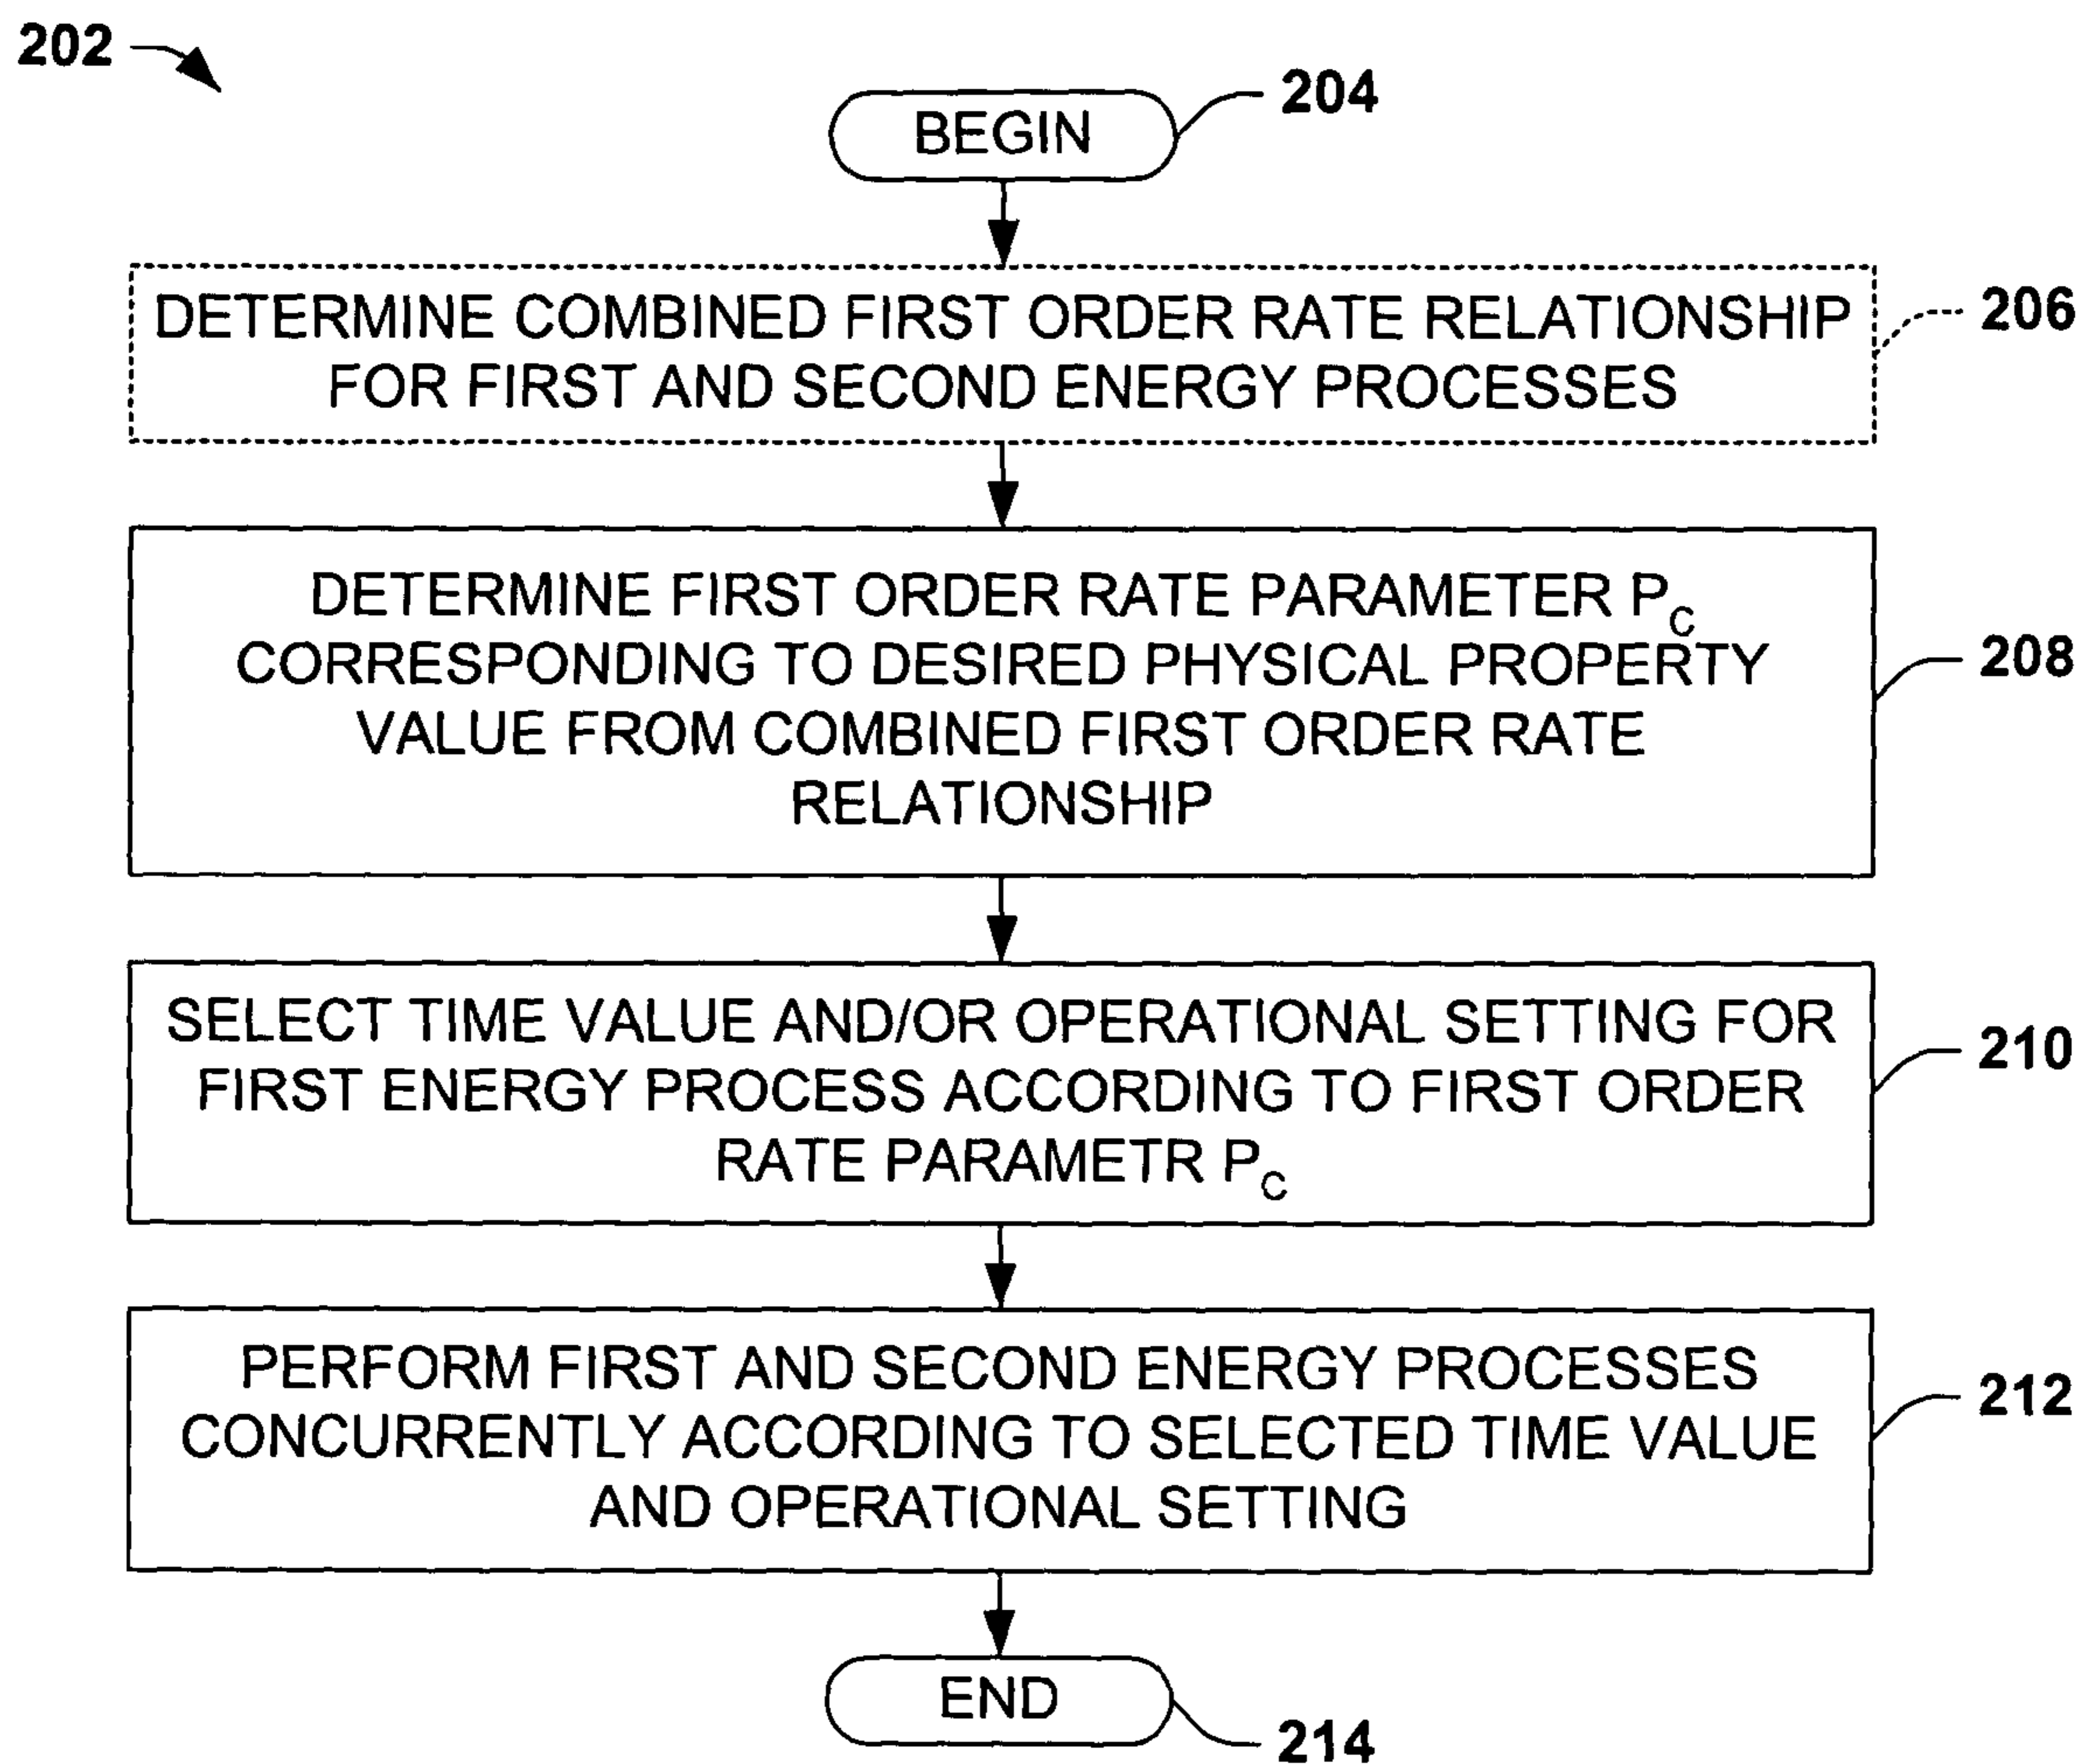 202
BEGIN
204
DETERMINE COMBINED FIRST ORDER RATE RELATIONSHIP
FOR FIRST AND SECOND ENERGY PROCESSES
206
DETERMINE FIRST ORDER RATE PARAMETER P_C
CORRESPONDING TO DESIRED PHYSICAL PROPERTY
VALUE FROM COMBINED FIRST ORDER RATE
RELATIONSHIP
208
SELECT TIME VALUE AND/OR OPERATIONAL SETTING FOR
FIRST ENERGY PROCESS ACCORDING TO FIRST ORDER
RATE PARAMETR P_C
210
PERFORM FIRST AND SECOND ENERGY PROCESSES
CONCURRENTLY ACCORDING TO SELECTED TIME VALUE
AND OPERATIONAL SETTING
212
END
214